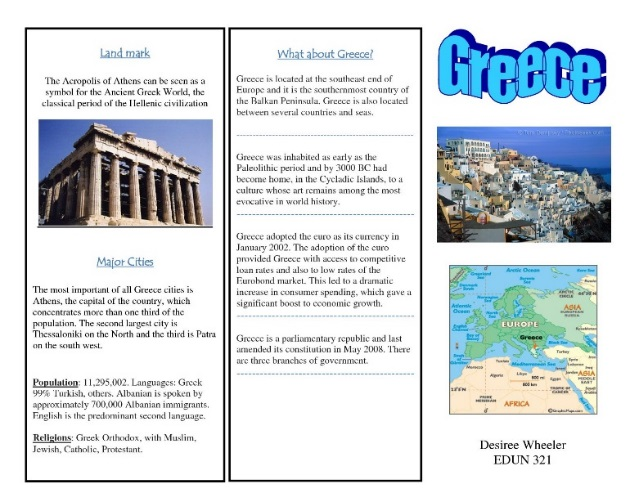 Land mark
The Acropolis of Athens can be seen as a
symbol for the Ancient Greek World, the
classical period of the Hellenic civilization
Major Cities
The most important of all Greece cities is
Athens, the capital of the country, which
concentrates more than one third of the
population. The second largest city is
Thessaloniki on the North and the third is Patra
on the south west.
Population: 11,295,002. Languages: Greek
99% Turkish, others. Albanian is spoken by
approximately 700,000 Albanian immigrants.
English is the predominant second language.
Religions: Greek Orthodox, with Muslim,
Jewish, Catholic, Protestant.
What about Greece?
Greece is located at the southeast end of
Europe and it is the southernmost country of
the Balkan Peninsula. Greece is also located
between several countries and seas.
Greece was inhabited as early as the
Paleolithic period and by 3000 BC had
become home, in the Cycladic Islands, to a
culture whose art remains among the most
evocative in world history.
Greece adopted the euro as its currency in
January 2002. The adoption of the euro
provided Greece with access to competitive
loan rates and also to low rates of the
Eurobond market. This led to a dramatic
increase in consumer spending, which gave a
significant boost to economic growth.
Greece is a parliamentary republic and last
amended its constitution in May 2008. There
are three branches of government.
Greece
Arctic Ocean
ARCTIC CIRCLE
ASIA
EUROPE
Greece
Turkey
Morocco
Algeria
Libya
ASIA
MIDDLE EAST
AFRICA
Desiree Wheeler
EDUN 321